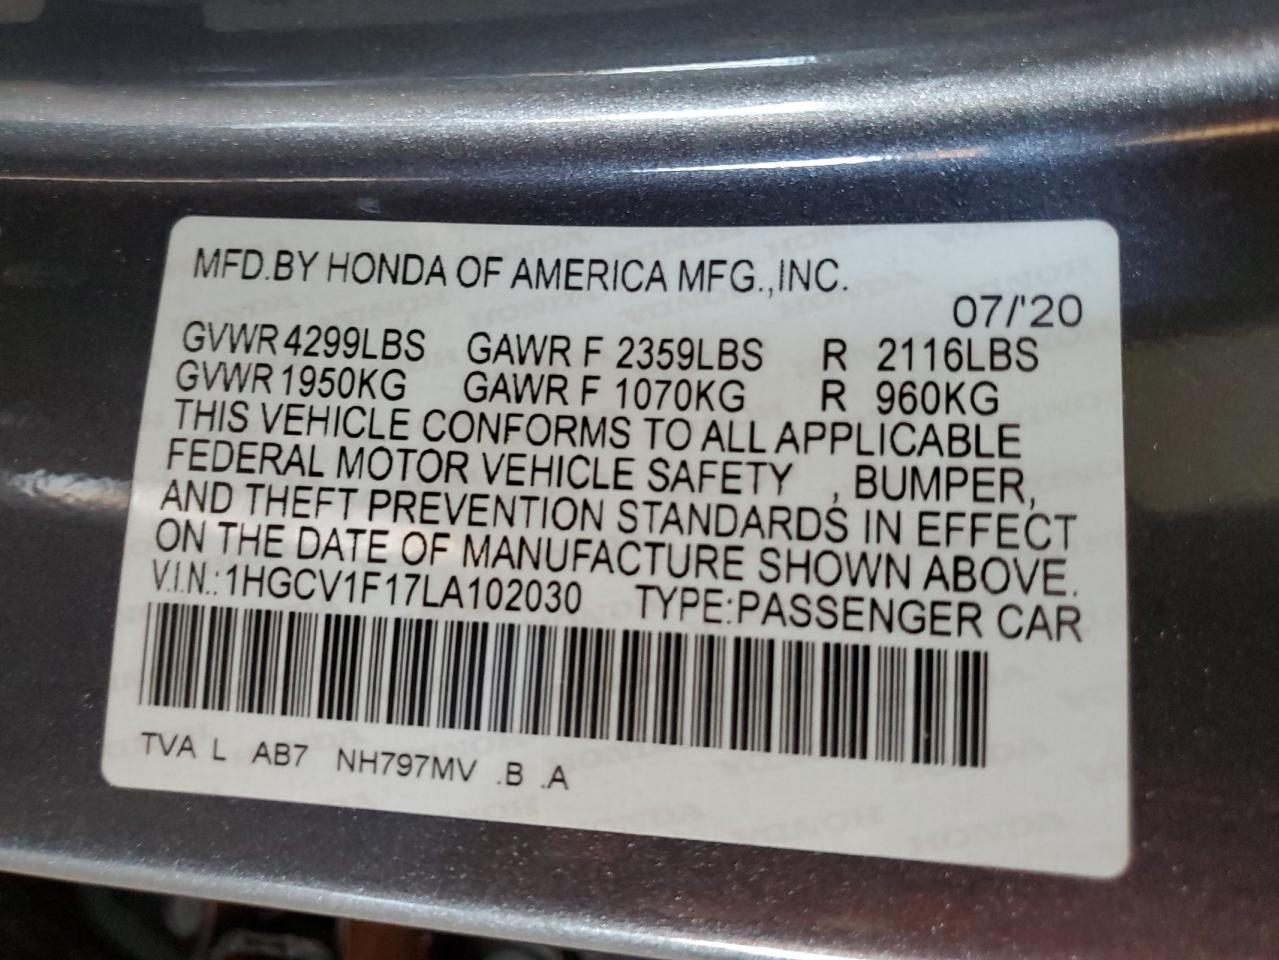 MFD.BY HONDA OF AMERICA MFG.,INC.
07/'20
GVWR 4299LBS GAWR F 2359LBS R 2116LBS
GVWR 1950KG GAWR F 1070KG R 960KG
THIS VEHICLE CONFORMS TO ALL APPLICABLE
FEDERAL MOTOR VEHICLE SAFETY , BUMPER,
AND THEFT PREVENTION STANDARDS IN EFFECT
ON THE DATE OF MANUFACTURE SHOWN ABOVE.
V.I.N.: 1HGCV1F17LA102030 TYPE:PASSENGER CAR
TVA L AB7 NH797MV .B .A